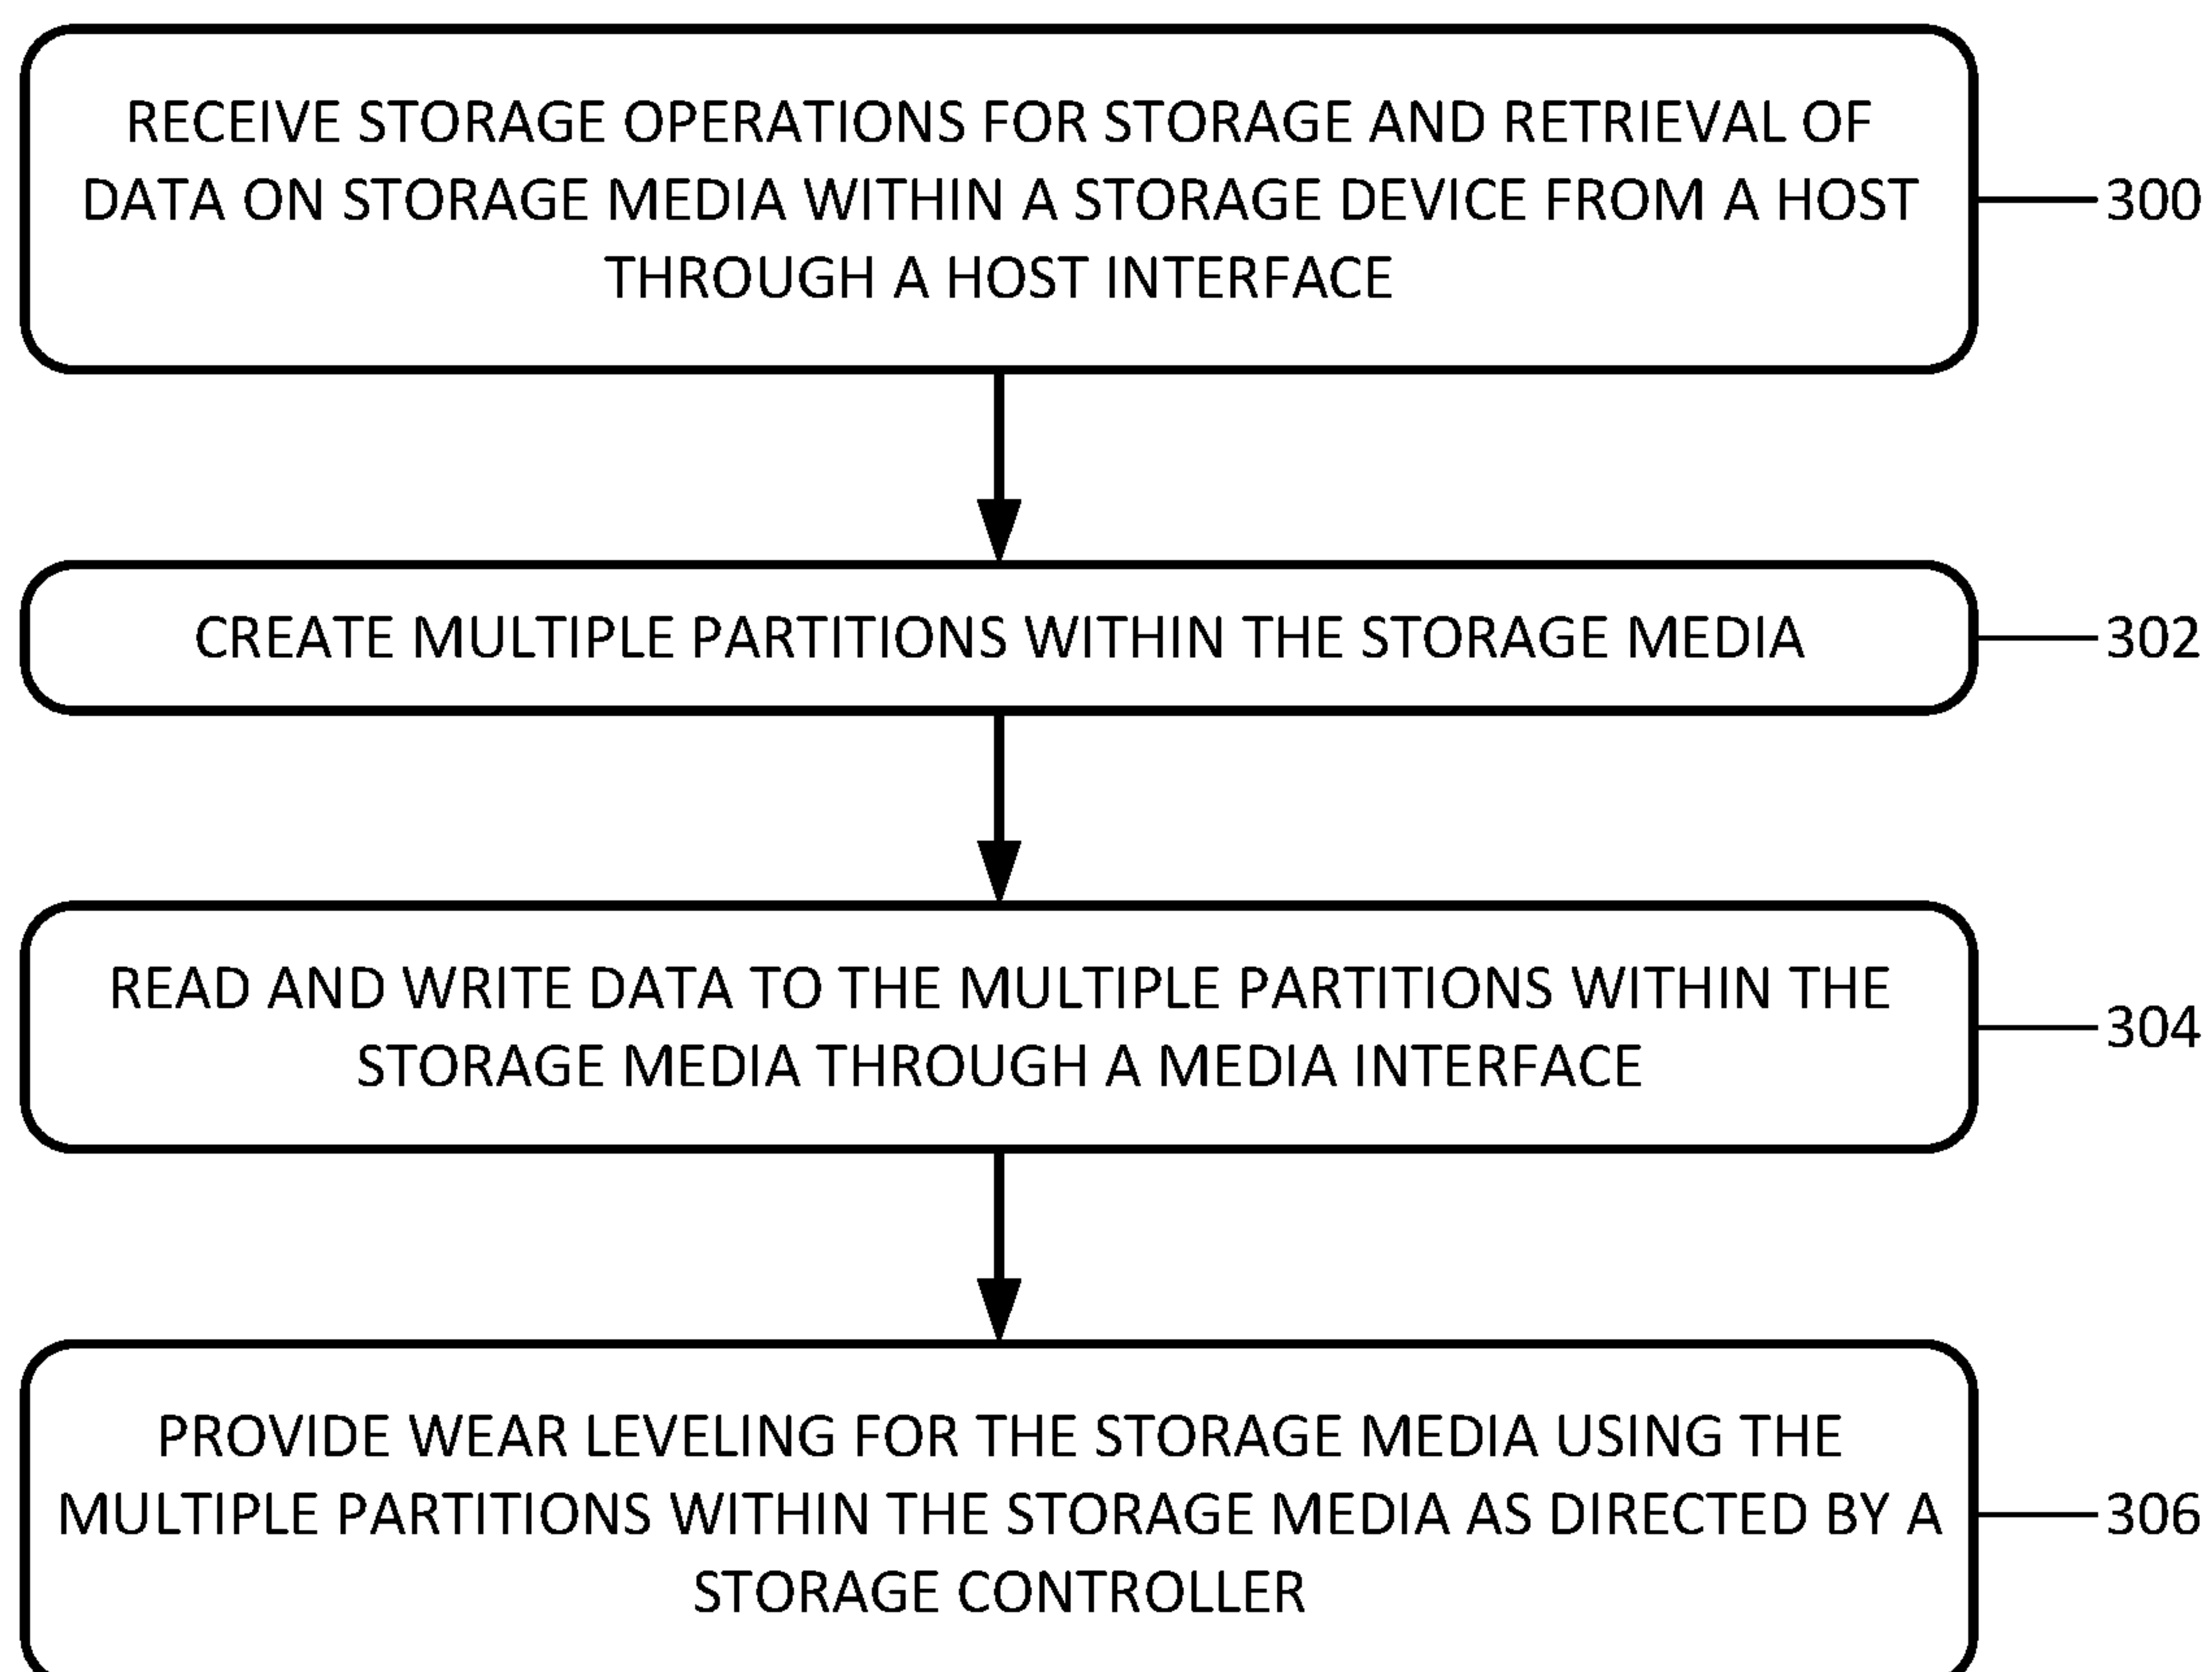 RECEIVE STORAGE OPERATIONS FOR STORAGE AND RETRIEVAL OF
DATA ON STORAGE MEDIA WITHIN A STORAGE DEVICE FROM A HOST
THROUGH A HOST INTERFACE
300
CREATE MULTIPLE PARTITIONS WITHIN THE STORAGE MEDIA
302
READ AND WRITE DATA TO THE MULTIPLE PARTITIONS WITHIN THE
STORAGE MEDIA THROUGH A MEDIA INTERFACE
304
PROVIDE WEAR LEVELING FOR THE STORAGE MEDIA USING THE
MULTIPLE PARTITIONS WITHIN THE STORAGE MEDIA AS DIRECTED BY A
STORAGE CONTROLLER
306